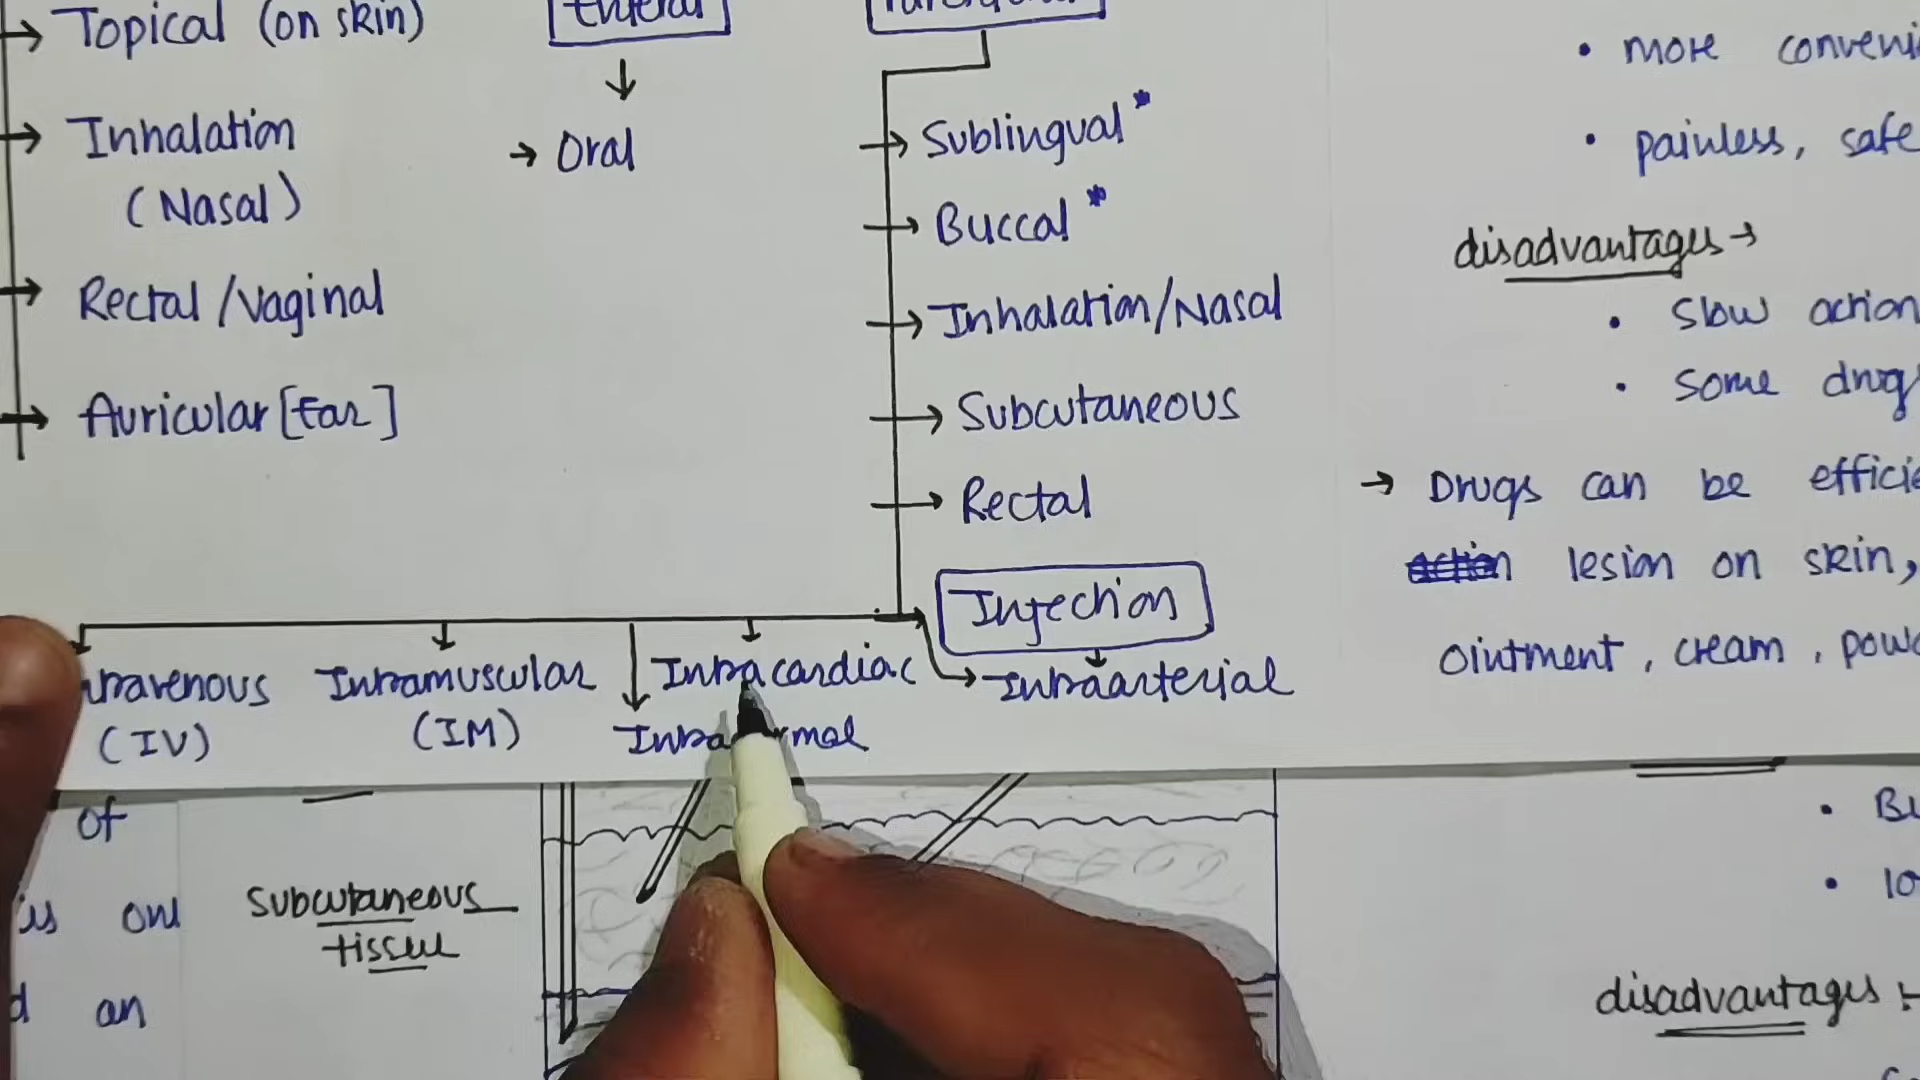 Topical (on skin)
Inhalation
(Nasal)
Rectal/Vaginal
Auricular [Ear]
Enteral
Oral
Sublingual*
Buccal*
Inhalation/Nasal
Subcutaneous
Rectal
Injection
(IV)
Intramuscular
(IM)
Intracardiac
Intraarterial
• more
• painless, safe
disadvantages →
• Slow action
• Some
→ Drugs can be
lesion on skin,
ointment, cream,
of
is
an
Subcutaneous
tissue
disadvantages :-